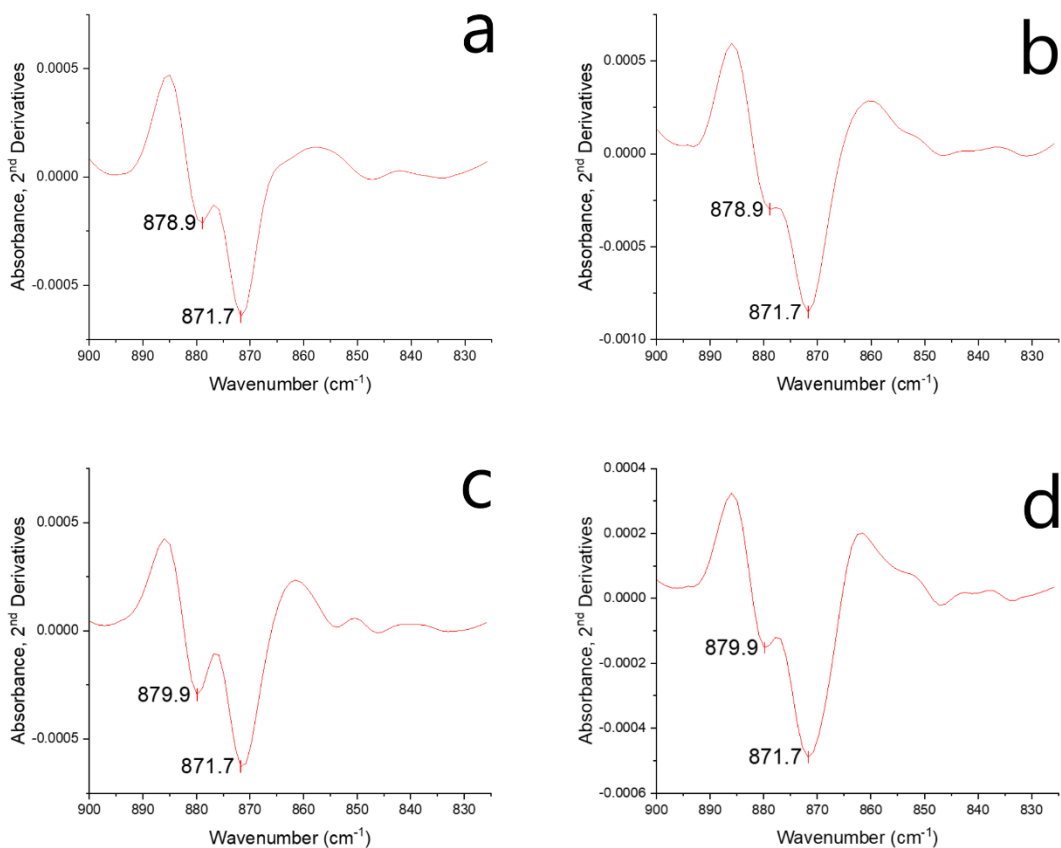 a
Absorbance, 2nd Derivatives
0.0005
0.0000
-0.0005
878.9
871.7
900 890 880 870 860 850 840 830
Wavenumber (cm-1)
b
Absorbance, 2nd Derivatives
0.0005
0.0000
-0.0005
-0.0010
878.9
871.7
900 890 880 870 860 850 840 830
Wavenumber (cm-1)
c
Absorbance, 2nd Derivatives
0.0005
0.0000
-0.0005
879.9
871.7
900 890 880 870 860 850 840 830
Wavenumber (cm-1)
d
Absorbance, 2nd Derivatives
0.0004
0.0002
0.0000
-0.0002
-0.0004
-0.0006
879.9
871.7
900 890 880 870 860 850 840 830
Wavenumber (cm-1)